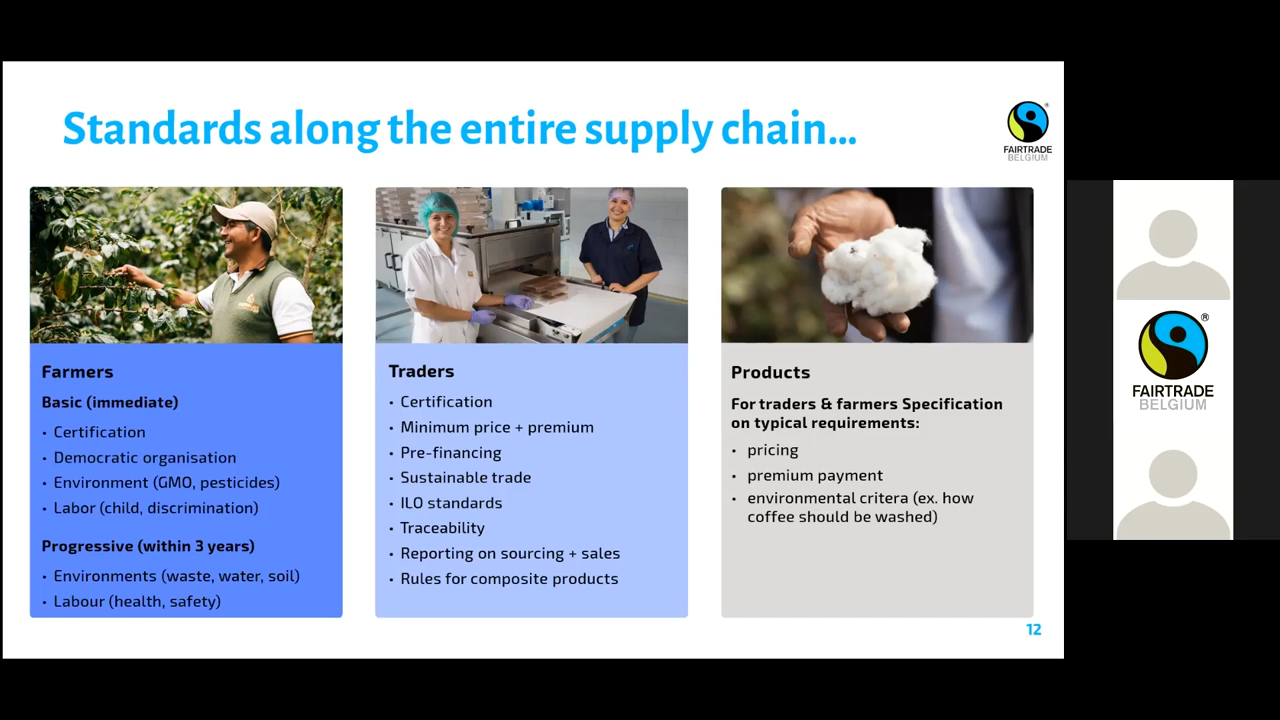 Standards along the entire supply chain...
FAIRTRADE
BELGIUM
®
Farmers
Basic (immediate)
• Certification
• Democratic organisation
• Environment (GMO, pesticides)
• Labor (child, discrimination)
Progressive (within 3 years)
• Environments (waste, water, soil)
• Labour (health, safety)
Traders
• Certification
• Minimum price + premium
• Pre-financing
• Sustainable trade
• ILO standards
• Traceability
• Reporting on sourcing + sales
• Rules for composite products
Products
For traders & farmers Specification
on typical requirements:
• pricing
• premium payment
• environmental critera (ex. how
coffee should be washed)
12
®
FAIRTRADE
BELGIUM